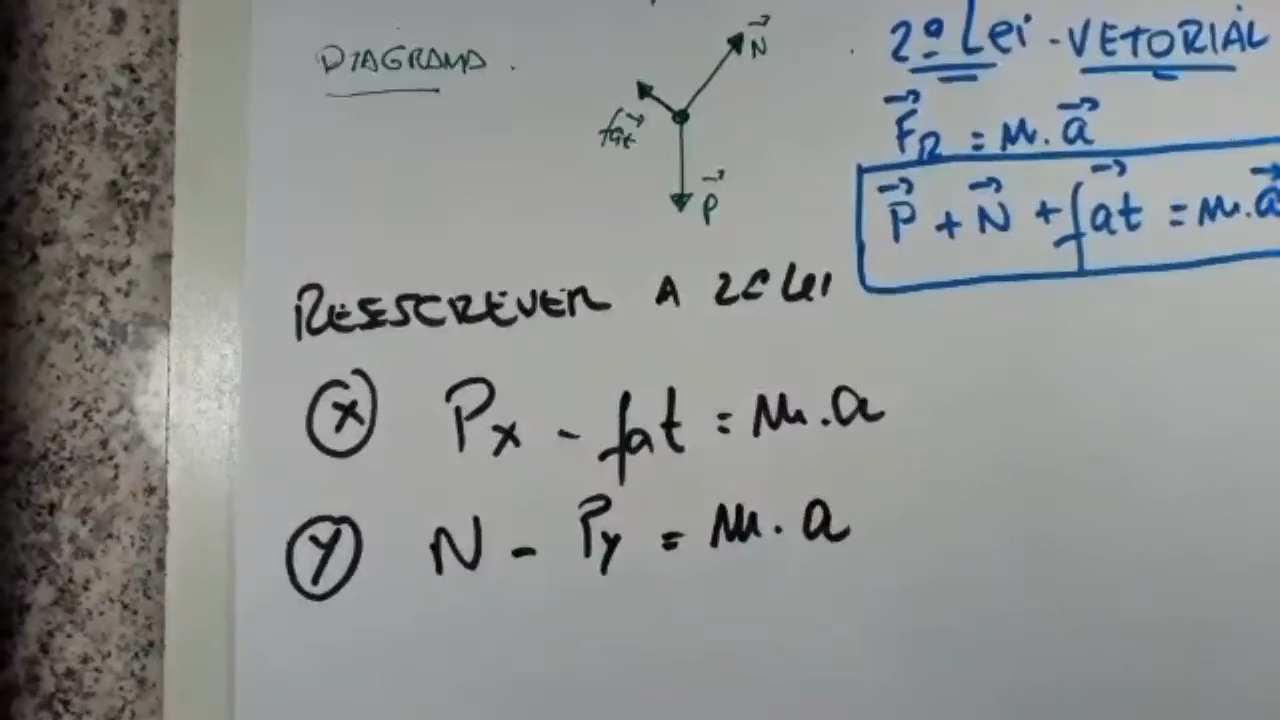 DIAGRAMA.
N
fat
P
2ª Lei - VETORIAL
FR = m.a
P + N + fat = m.a
REESCREVER A 2ª Lei
X Px - fat = m.a
Y N - Py = m.a